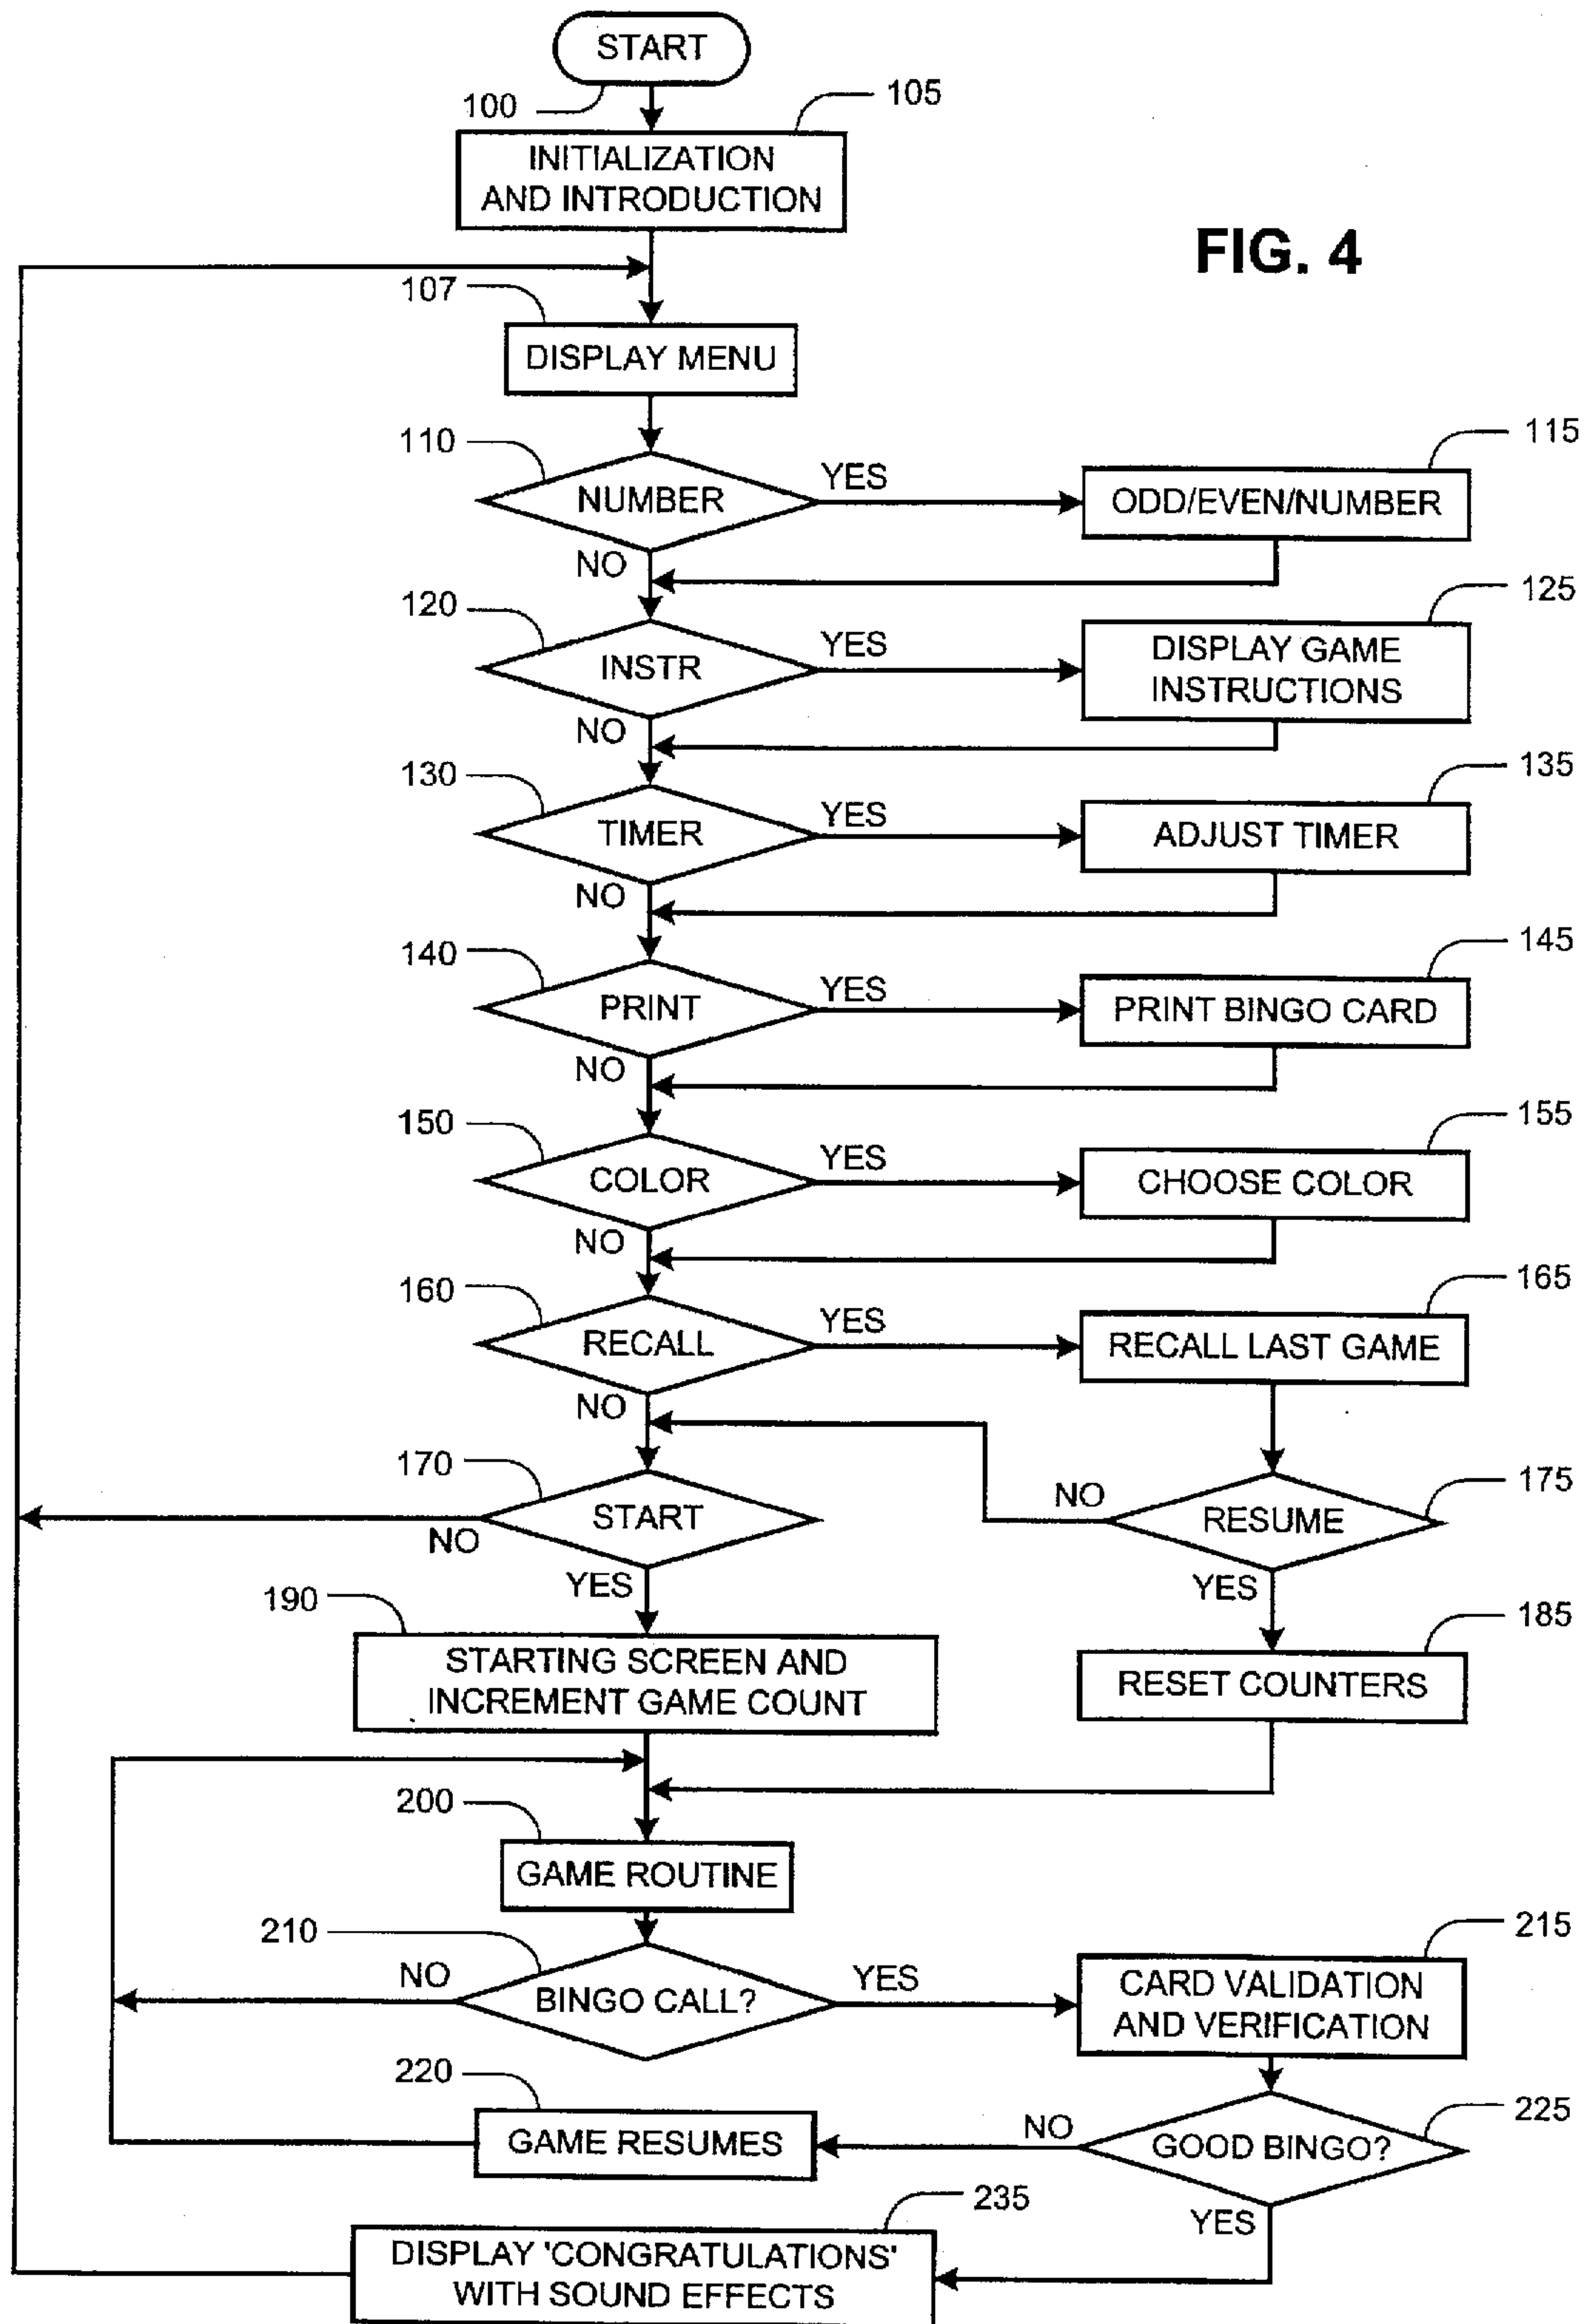 START
100
105
INITIALIZATION
AND INTRODUCTION
FIG. 4
107
DISPLAY MENU
110
NUMBER
YES
115
ODD/EVEN/NUMBER
NO
120
INSTR
YES
125
DISPLAY GAME
INSTRUCTIONS
NO
130
TIMER
YES
135
ADJUST TIMER
NO
140
PRINT
YES
145
PRINT BINGO CARD
NO
150
COLOR
YES
155
CHOOSE COLOR
NO
160
RECALL
YES
165
RECALL LAST GAME
NO
170
START
NO
YES
175
RESUME
NO
YES
190
STARTING SCREEN AND
INCREMENT GAME COUNT
185
RESET COUNTERS
200
GAME ROUTINE
210
BINGO CALL?
NO
YES
215
CARD VALIDATION
AND VERIFICATION
220
GAME RESUMES
NO
225
GOOD BINGO?
YES
235
DISPLAY 'CONGRATULATIONS'
WITH SOUND EFFECTS